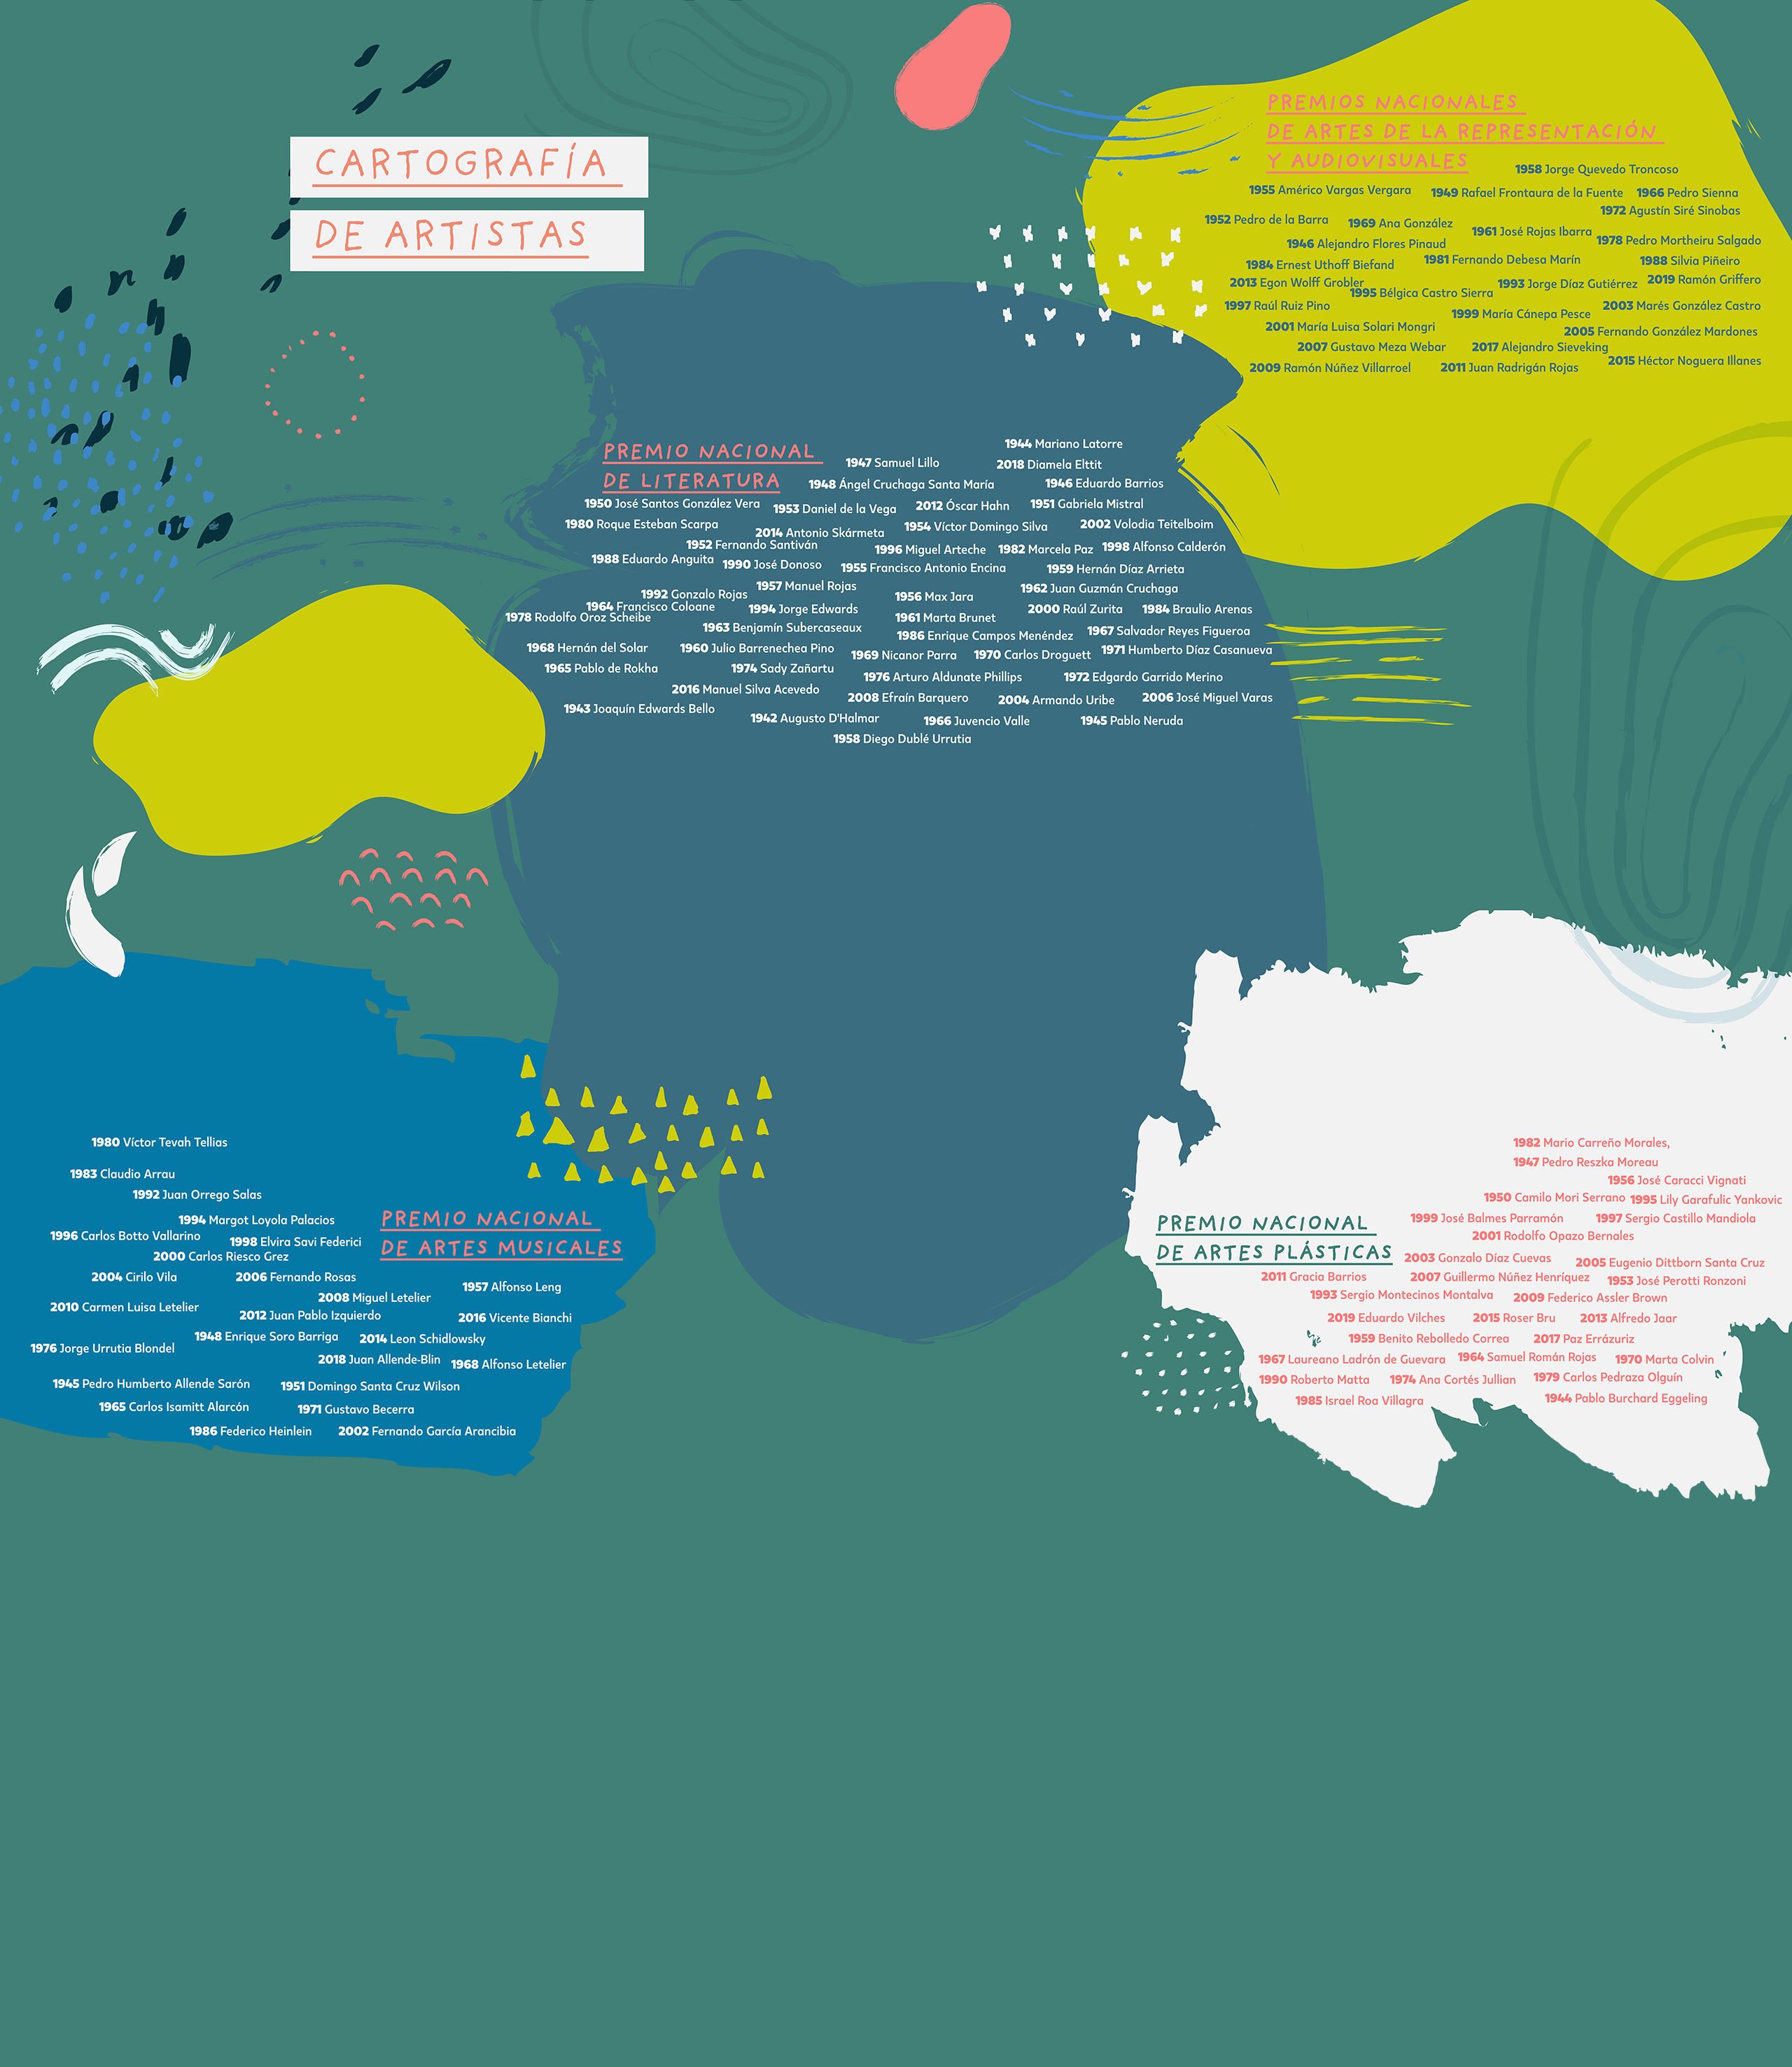 CARTOGRAFÍA
DE ARTISTAS
PREMIOS NACIONALES
DE ARTES DE LA REPRESENTACIÓN
Y AUDIOVISUALES
1958 Jorge Quevedo Troncoso
1955 Américo Vargas Vergara
1949 Rafael Frontaura de la Fuente
1966 Pedro Sienna
1972 Agustín Siré Sinobas
1952 Pedro de la Barra
1969 Ana González
1961 José Rojas Ibarra
1978 Pedro Mortheiru Salgado
1946 Alejandro Flores Pinaud
1984 Ernest Uthoff Biefand
1981 Fernando Debesa Marín
1988 Silvia Piñeiro
2013 Egon Wolff Grobler
1995 Bélgica Castro Sierra
1993 Jorge Díaz Gutiérrez
2019 Ramón Griffero
1997 Raúl Ruiz Pino
1999 María Cánepa Pesce
2003 Marés González Castro
2001 María Luisa Solari Mongri
2005 Fernando González Mardones
2007 Gustavo Meza Webar
2017 Alejandro Sieveking
2015 Héctor Noguera Illanes
2009 Ramón Núñez Villarroel
2011 Juan Radrigán Rojas
PREMIO NACIONAL
DE LITERATURA
1944 Mariano Latorre
1947 Samuel Lillo
2018 Diamela Elttit
1948 Ángel Cruchaga Santa María
1946 Eduardo Barrios
1950 José Santos González Vera
1953 Daniel de la Vega
2012 Óscar Hahn
1951 Gabriela Mistral
1980 Roque Esteban Scarpa
2014 Antonio Skármeta
1954 Víctor Domingo Silva
2002 Volodia Teitelboim
1952 Fernando Santiván
1996 Miguel Arteche
1982 Marcela Paz
1998 Alfonso Calderón
1988 Eduardo Anguita
1990 José Donoso
1955 Francisco Antonio Encina
1959 Hernán Díaz Arrieta
1957 Manuel Rojas
1962 Juan Guzmán Cruchaga
1992 Gonzalo Rojas
1956 Max Jara
1964 Francisco Coloane
1994 Jorge Edwards
2000 Raúl Zurita
1984 Braulio Arenas
1978 Rodolfo Oroz Scheibe
1961 Marta Brunet
1963 Benjamín Subercaseaux
1986 Enrique Campos Menéndez
1967 Salvador Reyes Figueroa
1968 Hernán del Solar
1960 Julio Barrenechea Pino
1969 Nicanor Parra
1970 Carlos Droguett
1971 Humberto Díaz Casanueva
1965 Pablo de Rokha
1974 Sady Zañartu
1976 Arturo Aldunate Phillips
1972 Edgardo Garrido Merino
2016 Manuel Silva Acevedo
2008 Efraín Barquero
2004 Armando Uribe
2006 José Miguel Varas
1943 Joaquín Edwards Bello
1942 Augusto D'Halmar
1966 Juvencio Valle
1945 Pablo Neruda
1958 Diego Dublé Urrutia
1980 Víctor Tevah Tellias
1983 Claudio Arrau
1992 Juan Orrego Salas
PREMIO NACIONAL
DE ARTES MUSICALES
1994 Margot Loyola Palacios
1996 Carlos Botto Vallarino
1998 Elvira Savi Federici
2000 Carlos Riesco Grez
2004 Cirilo Vila
2006 Fernando Rosas
1957 Alfonso Leng
2008 Miguel Letelier
2010 Carmen Luisa Letelier
2012 Juan Pablo Izquierdo
2016 Vicente Bianchi
1948 Enrique Soro Barriga
2014 Leon Schidlowsky
1976 Jorge Urrutia Blondel
2018 Juan Allende-Blin
1968 Alfonso Letelier
1945 Pedro Humberto Allende Sarón
1951 Domingo Santa Cruz Wilson
1965 Carlos Isamitt Alarcón
1971 Gustavo Becerra
1986 Federico Heinlein
2002 Fernando García Arancibia
PREMIO NACIONAL
DE ARTES PLÁSTICAS
1982 Mario Carreño Morales,
1947 Pedro Reszka Moreau
1956 José Caracci Vignati
1950 Camilo Mori Serrano
1995 Lily Garafulic Yankovic
1999 José Balmes Parramón
1997 Sergio Castillo Mandiola
2001 Rodolfo Opazo Bernales
2003 Gonzalo Díaz Cuevas
2005 Eugenio Dittborn Santa Cruz
2011 Gracia Barrios
2007 Guillermo Núñez Henríquez
1953 José Perotti Ronzoni
1993 Sergio Montecinos Montalva
2009 Federico Assler Brown
2019 Eduardo Vilches
2015 Roser Bru
2013 Alfredo Jaar
1959 Benito Rebolledo Correa
2017 Paz Errázuriz
1967 Laureano Ladrón de Guevara
1964 Samuel Román Rojas
1970 Marta Colvin
1990 Roberto Matta
1974 Ana Cortés Jullian
1979 Carlos Pedraza Olguín
1985 Israel Roa Villagra
1944 Pablo Burchard Eggeling